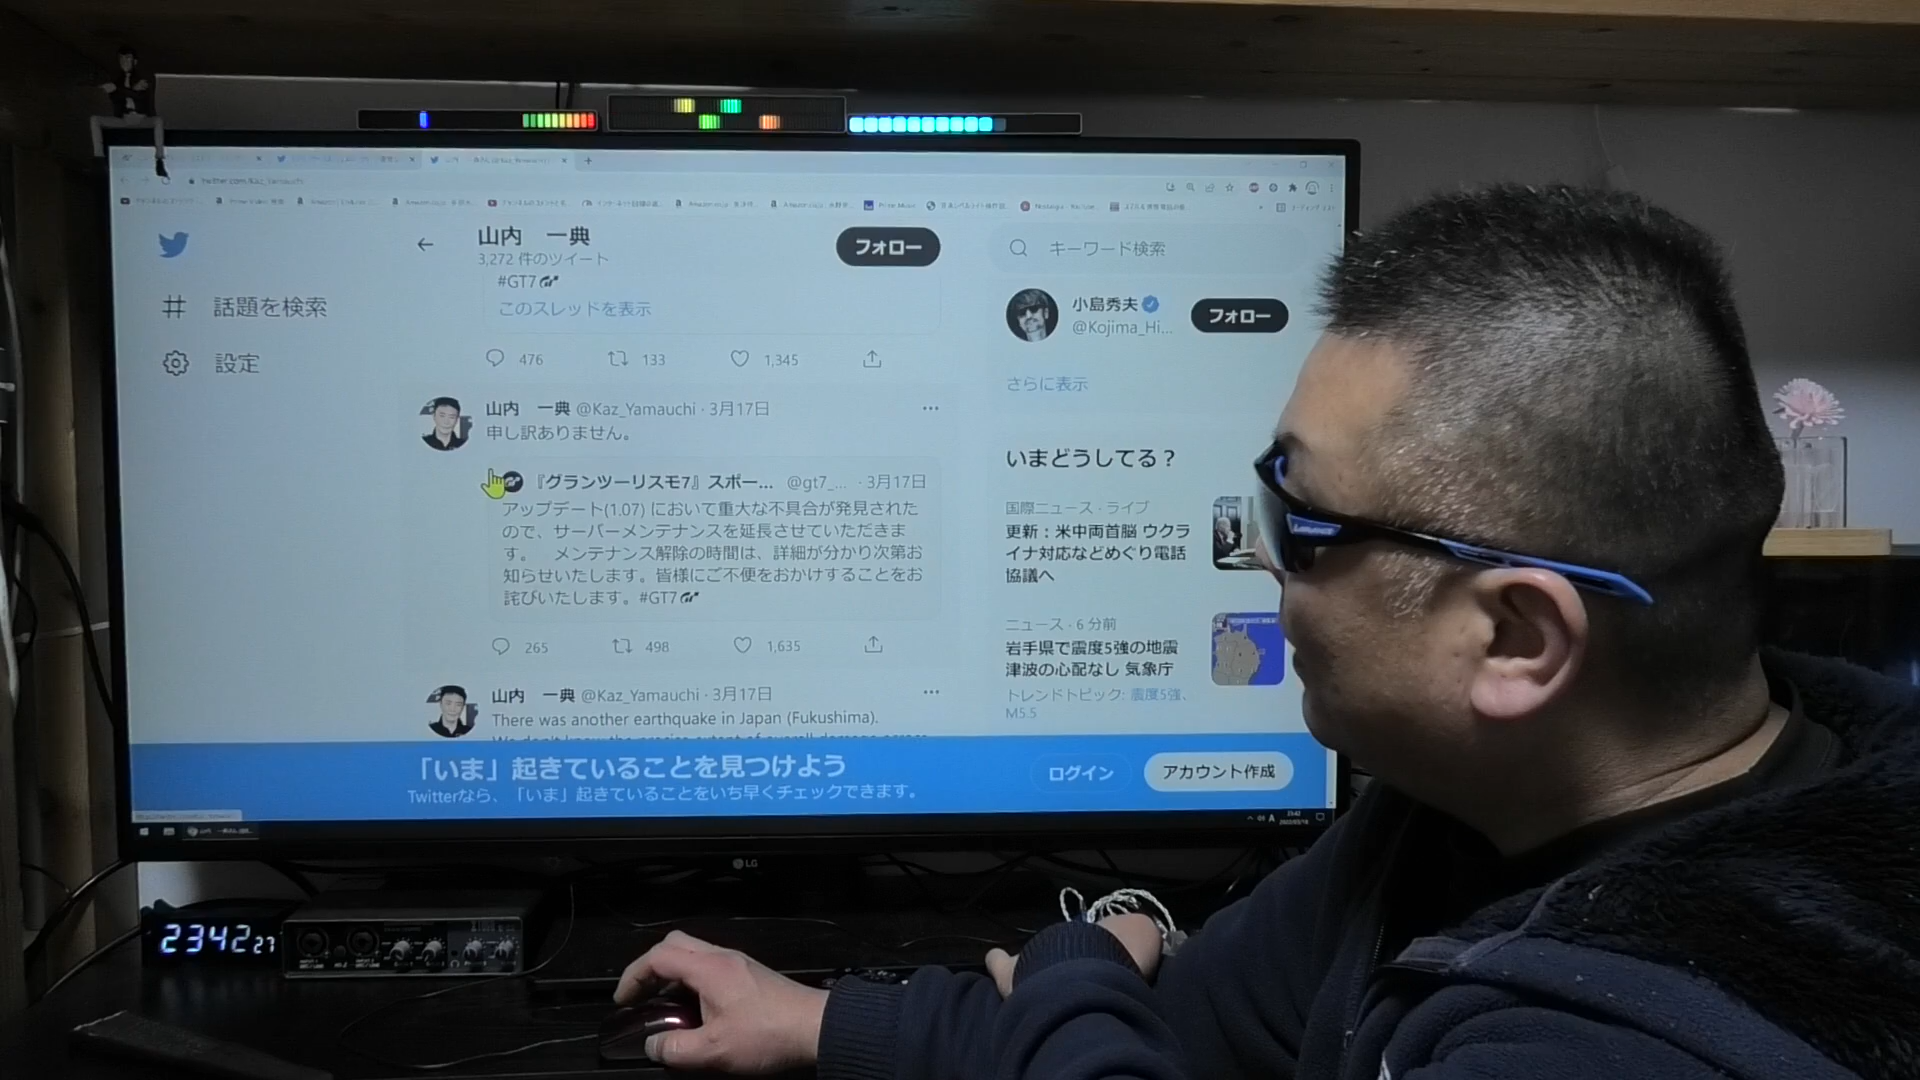 山内　一典
3,272 件のツイート
フォロー
キーワード検索
#GT7
このスレッドを表示
話題を検索
設定
476 133 1,345
小島秀夫
@Kojima_Hi...
フォロー
さらに表示
山内　一典 @Kaz_Yamauchi · 3月17日
申し訳ありません。
『グランツーリスモ7』スポー... @gt7_... · 3月17日
アップデート(1.07) において重大な不具合が発見された
ので、サーバーメンテナンスを延長させていただきま
す。　メンテナンス解除の時間は、詳細が分かり次第お
知らせいたします。皆様にご不便をおかけすることをお
詫びいたします。#GT7
265 498 1,635
山内　一典 @Kaz_Yamauchi · 3月17日
There was another earthquake in Japan (Fukushima).
いまどうしてる？
国際ニュース · ライブ
更新：米中両首脳 ウクラ
イナ対応などめぐり電話
協議へ
ニュース · 6 分前
岩手県で震度5強の地震
津波の心配なし 気象庁
トレンドトピック: 震度5強、
M5.5
「いま」起きていることを見つけよう
Twitterなら、「いま」起きていることをいち早くチェックできます。
ログイン
アカウント作成
LG
234227